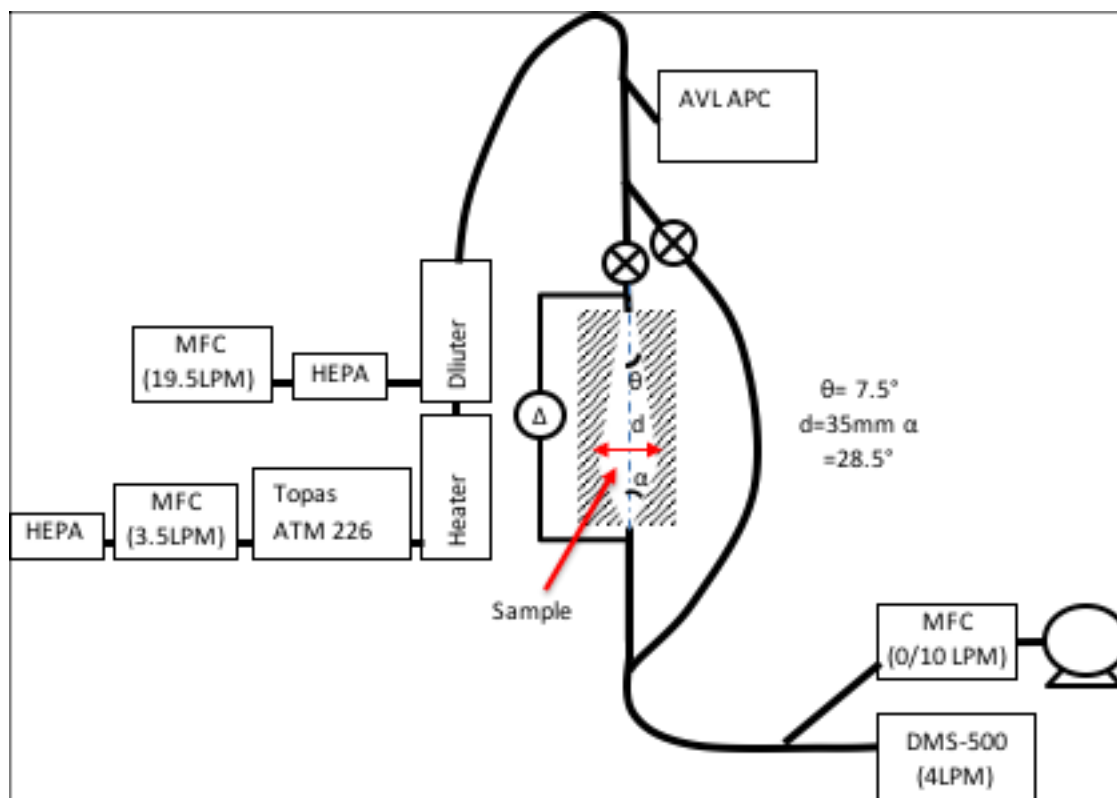 AVL APC
MFC
(19.5LPM)
HEPA
Dliuter
θ
d
α
Δ
θ= 7.5°
d=35mm α
=28.5°
HEPA
MFC
(3.5LPM)
Topas
ATM 226
Heater
Sample
MFC
(0/10 LPM)
DMS-500
(4LPM)